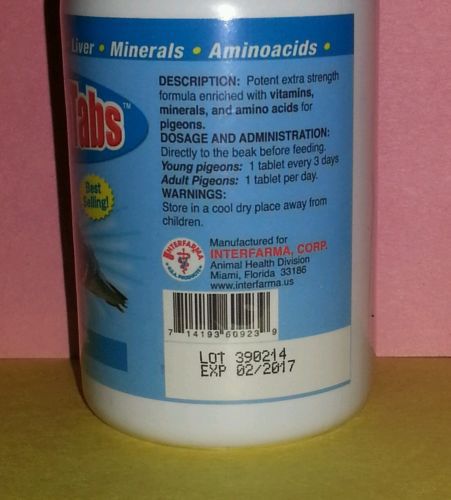 Liver • Minerals • Aminoacids •
Tabs™
Best
Selling!
DESCRIPTION: Potent extra strength
formula enriched with vitamins,
minerals, and amino acids for
pigeons.
DOSAGE AND ADMINISTRATION:
Directly to the beak before feeding.
Young pigeons: 1 tablet every 3 days
Adult Pigeons: 1 tablet per day.
WARNINGS:
Store in a cool dry place away from
children.
INTERFARMA
Manufactured for
INTERFARMA, CORP.
Animal Health Division
Miami, Florida 33186
www.interfarma.us
7 14193 60923 9
LOT 390214
EXP 02/2017